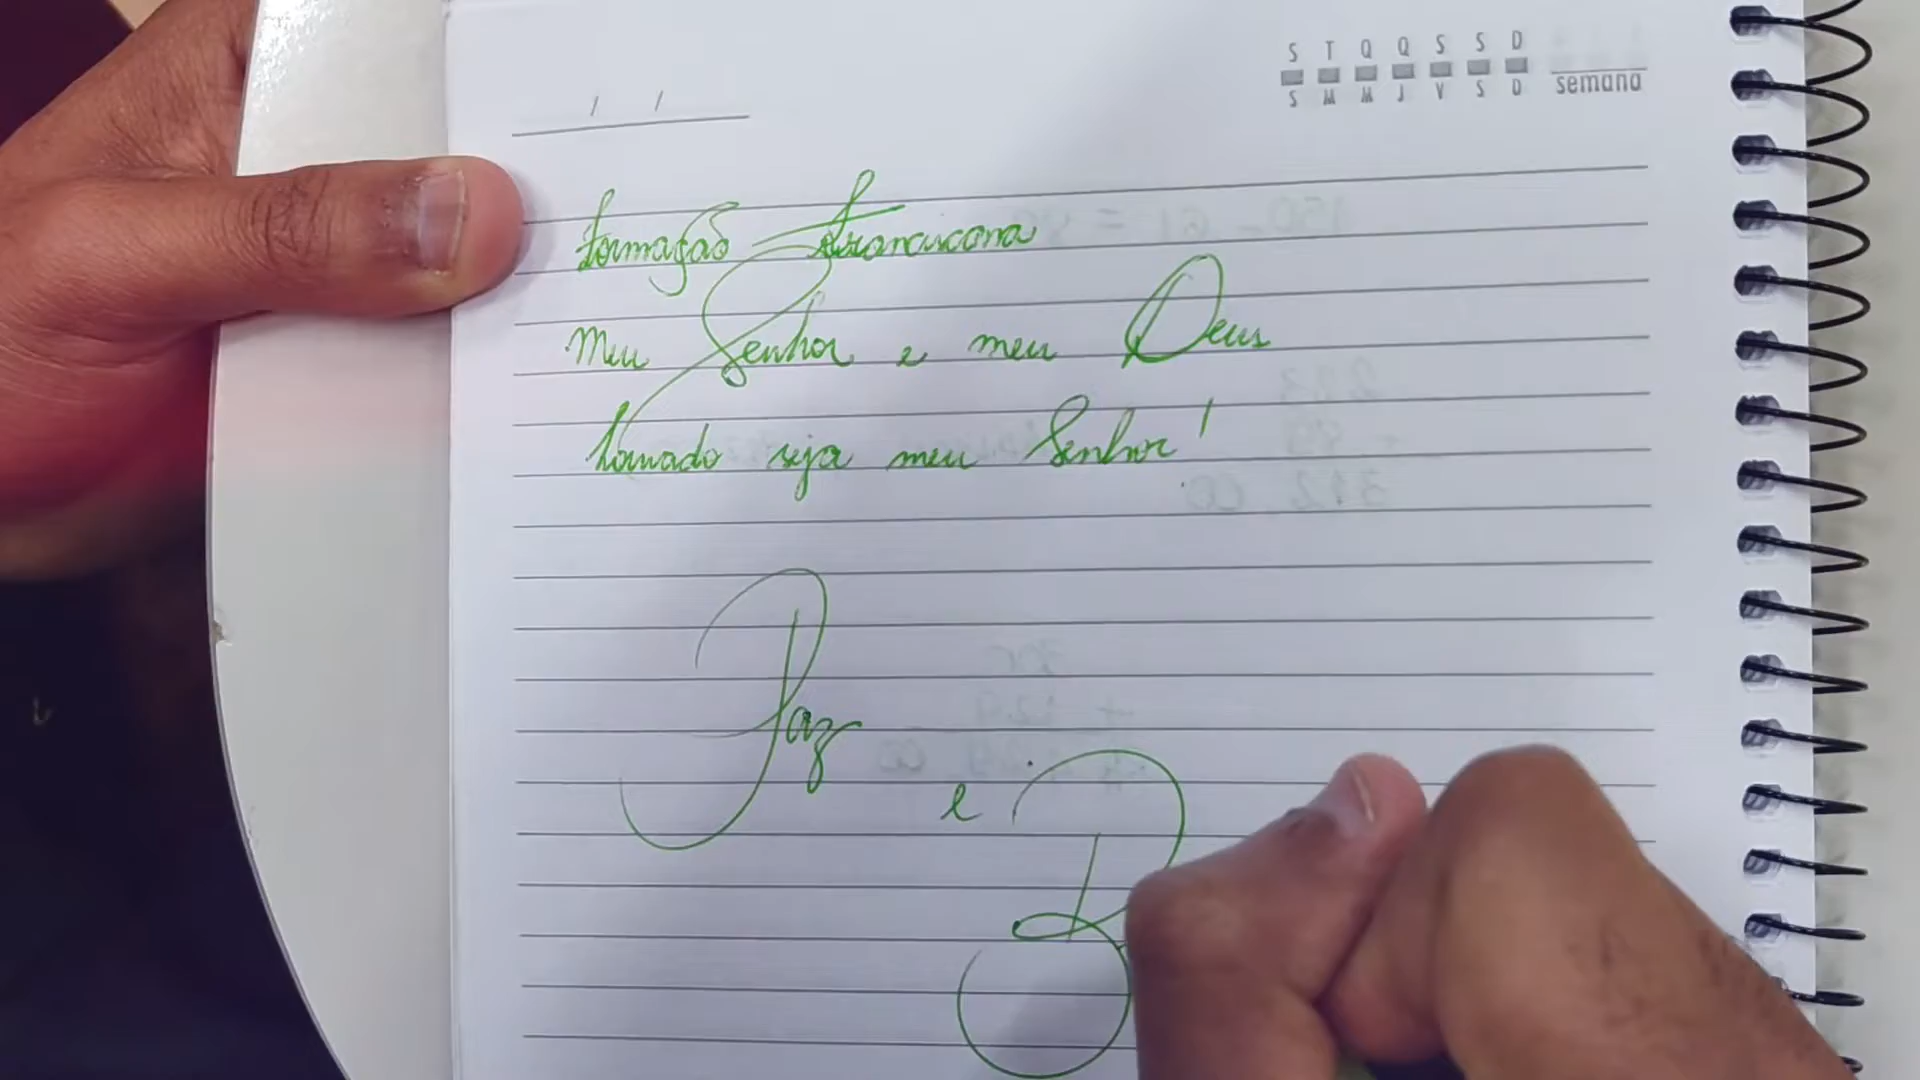 S T Q Q S S D
S M M J V S D semana
/ /
Formação Franciscana
Meu Senhor e meu Deus
Louvado seja meu Senhor!
Paz
e B